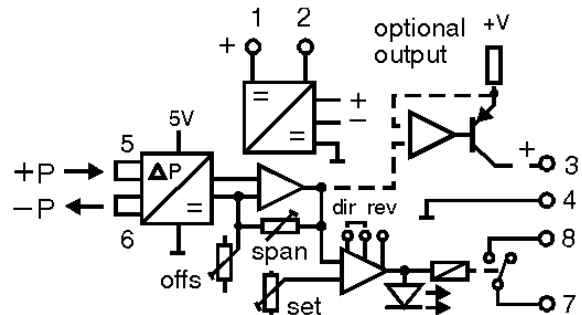 1 2
optional
output
+V
+
=
=
+
−
5V
5
+P
ΔP
−P
=
6
+
3
4
dir rev
8
span
offs
set
7